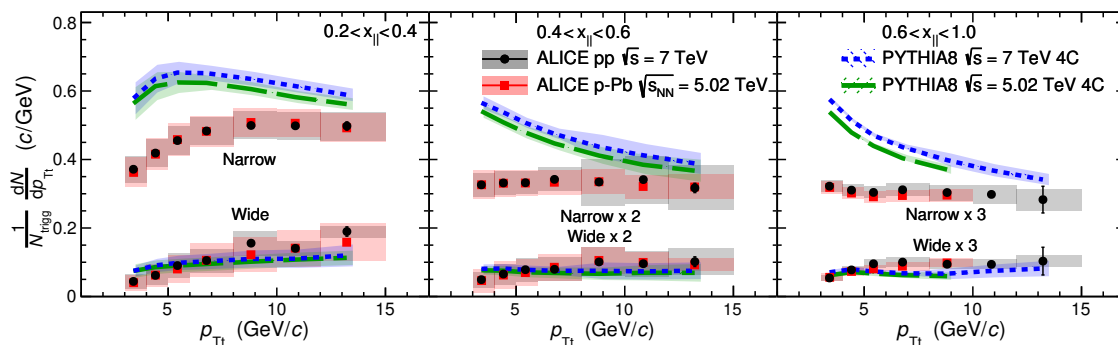 0.2<x||<0.4
0.4<x||<0.6
0.6<x||<1.0
ALICE pp √s = 7 TeV
ALICE p-Pb √sNN = 5.02 TeV
PYTHIA8 √s = 7 TeV 4C
PYTHIA8 √s = 5.02 TeV 4C
1/Ntrigg dN/dpTt (c/GeV)
0.8
0.6
0.4
0.2
0
Narrow
Wide
Narrow x 2
Wide x 2
Narrow x 3
Wide x 3
5 10 15
5 10 15
5 10 15
pTt (GeV/c)
pTt (GeV/c)
pTt (GeV/c)